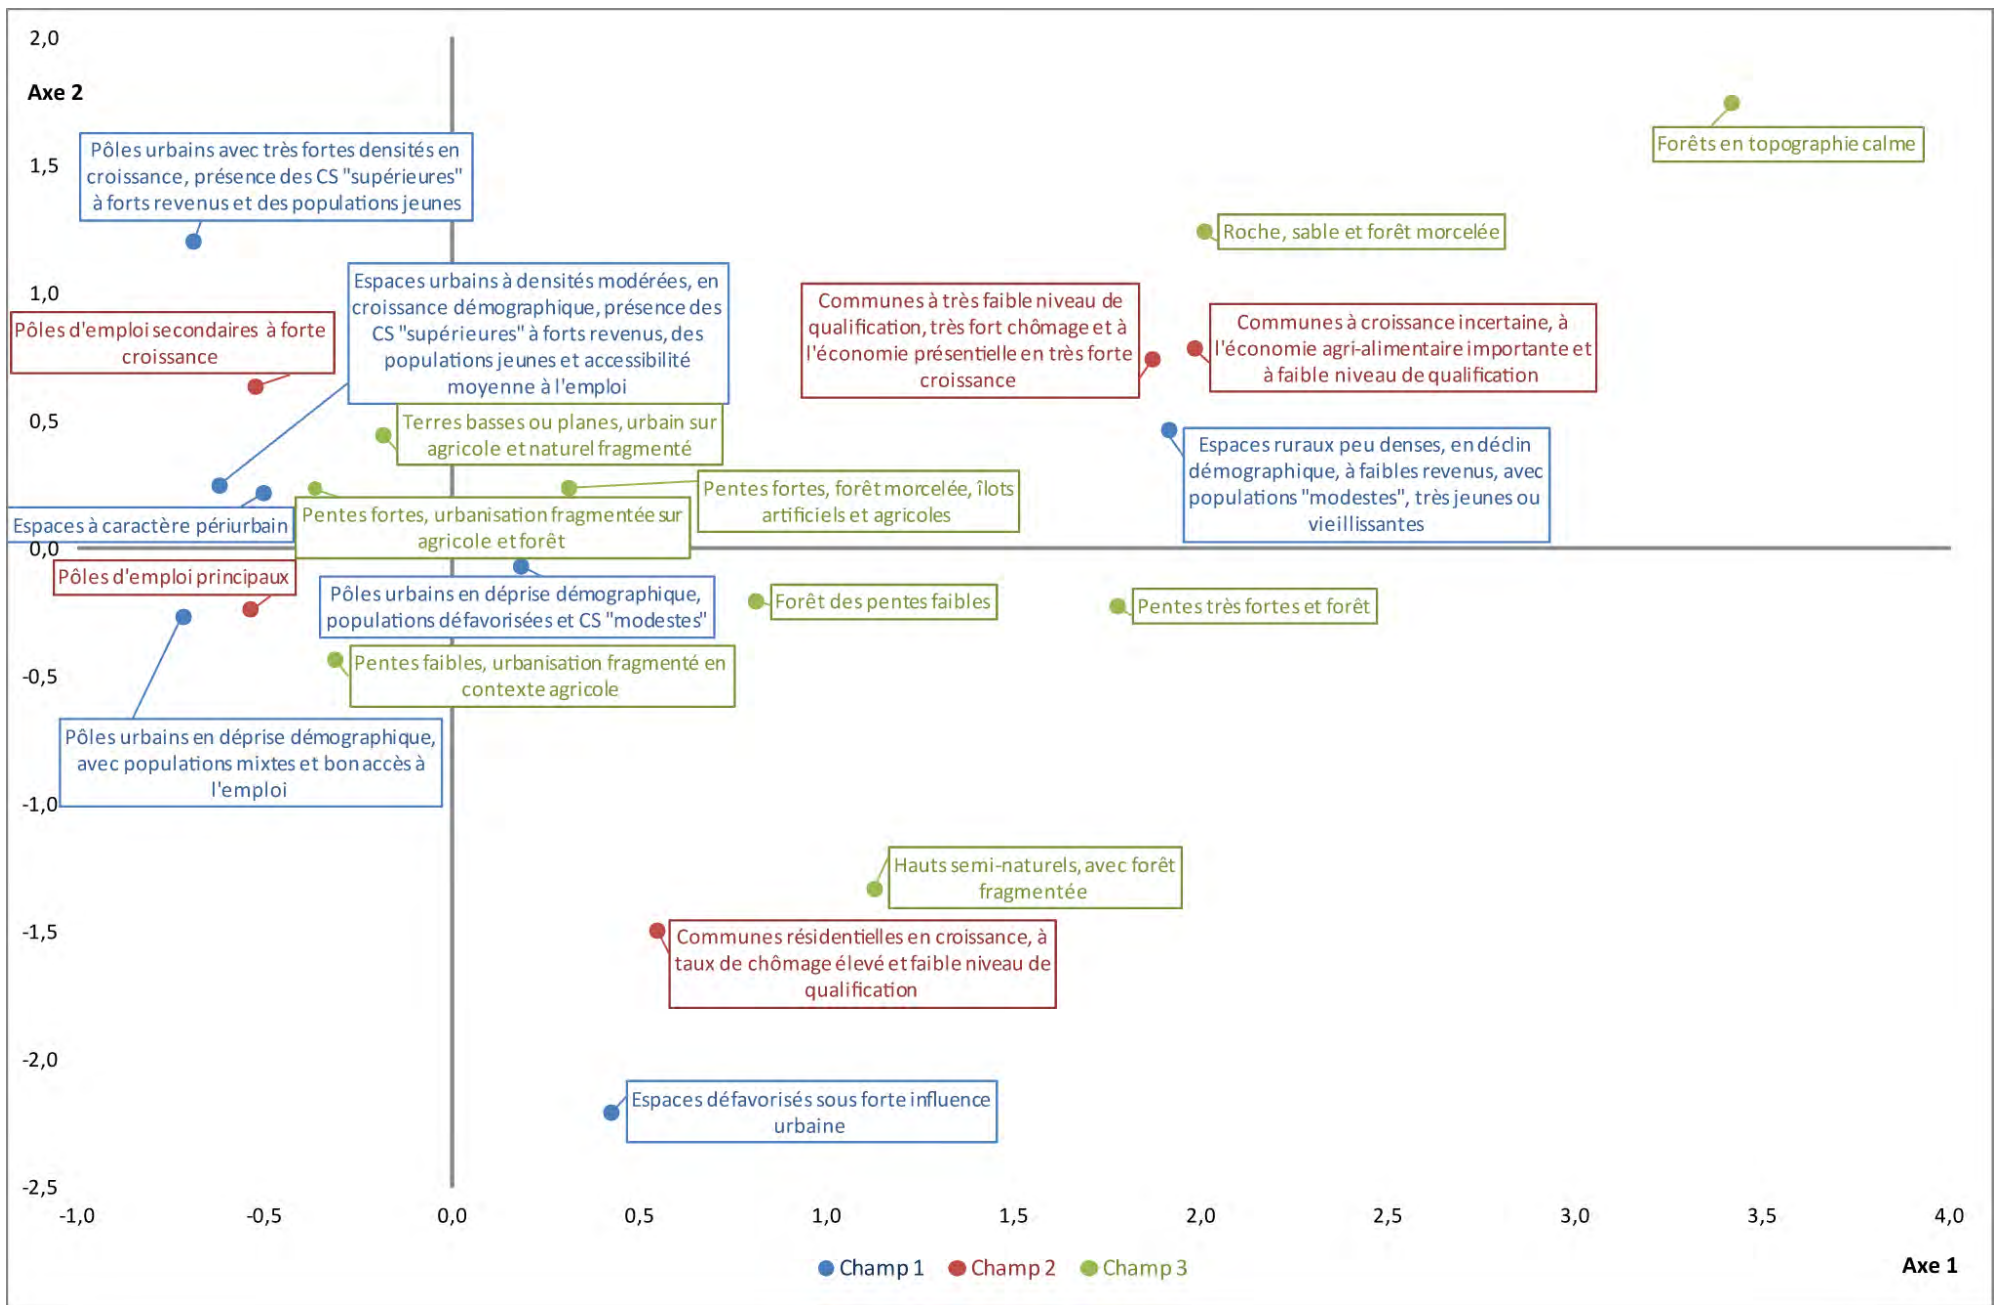 2,0
Axe 2
Pôles urbains avec très fortes densités en
croissance, présence des CS "supérieures"
à forts revenus et des populations jeunes
1,5
Forêts en topographie calme
Roche, sable et forêt morcelée
Espaces urbains à densités modérées, en
croissance démographique, présence des
CS "supérieures" à forts revenus, des
populations jeunes et accessibilité
moyenne à l'emploi
1,0
Communes à très faible niveau de
qualification, très fort chômage et à
l'économie présentielle en très forte
croissance
Communes à croissance incertaine, à
l'économie agri-alimentaire importante et
à faible niveau de qualification
Pôles d'emploi secondaires à forte
croissance
0,5
Terres basses ou planes, urbain sur
agricole et naturel fragmenté
Espaces ruraux peu denses, en déclin
démographique, à faibles revenus, avec
populations "modestes", très jeunes ou
vieillissantes
Pentes fortes, forêt morcelée, îlots
artificiels et agricoles
Pentes fortes, urbanisation fragmentée sur
agricole et forêt
Espaces à caractère périurbain
0,0
Pôles d'emploi principaux
Pôles urbains en déprise démographique,
populations défavorisées et CS "modestes"
Forêt des pentes faibles
Pentes très fortes et forêt
-0,5
Pentes faibles, urbanisation fragmenté en
contexte agricole
Pôles urbains en déprise démographique,
avec populations mixtes et bon accès à
l'emploi
-1,0
Hauts semi-naturels, avec forêt
fragmentée
-1,5
Communes résidentielles en croissance, à
taux de chômage élevé et faible niveau de
qualification
-2,0
Espaces défavorisés sous forte influence
urbaine
-2,5
-1,0 -0,5 0,0 0,5 1,0 1,5 2,0 2,5 3,0 3,5 4,0
Axe 1
Champ 1 Champ 2 Champ 3